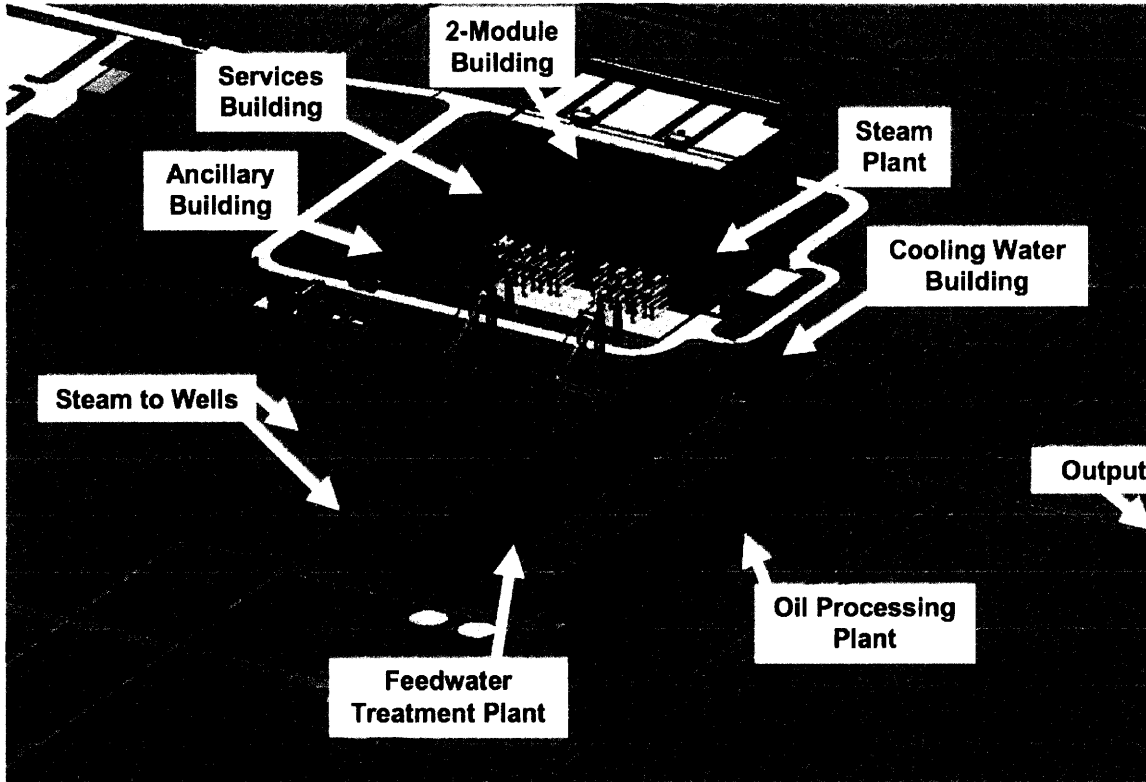 2-Module
Building
Services
Building
Steam
Plant
Ancillary
Building
Cooling Water
Building
Steam to Wells
Output
Oil Processing
Plant
Feedwater
Treatment Plant